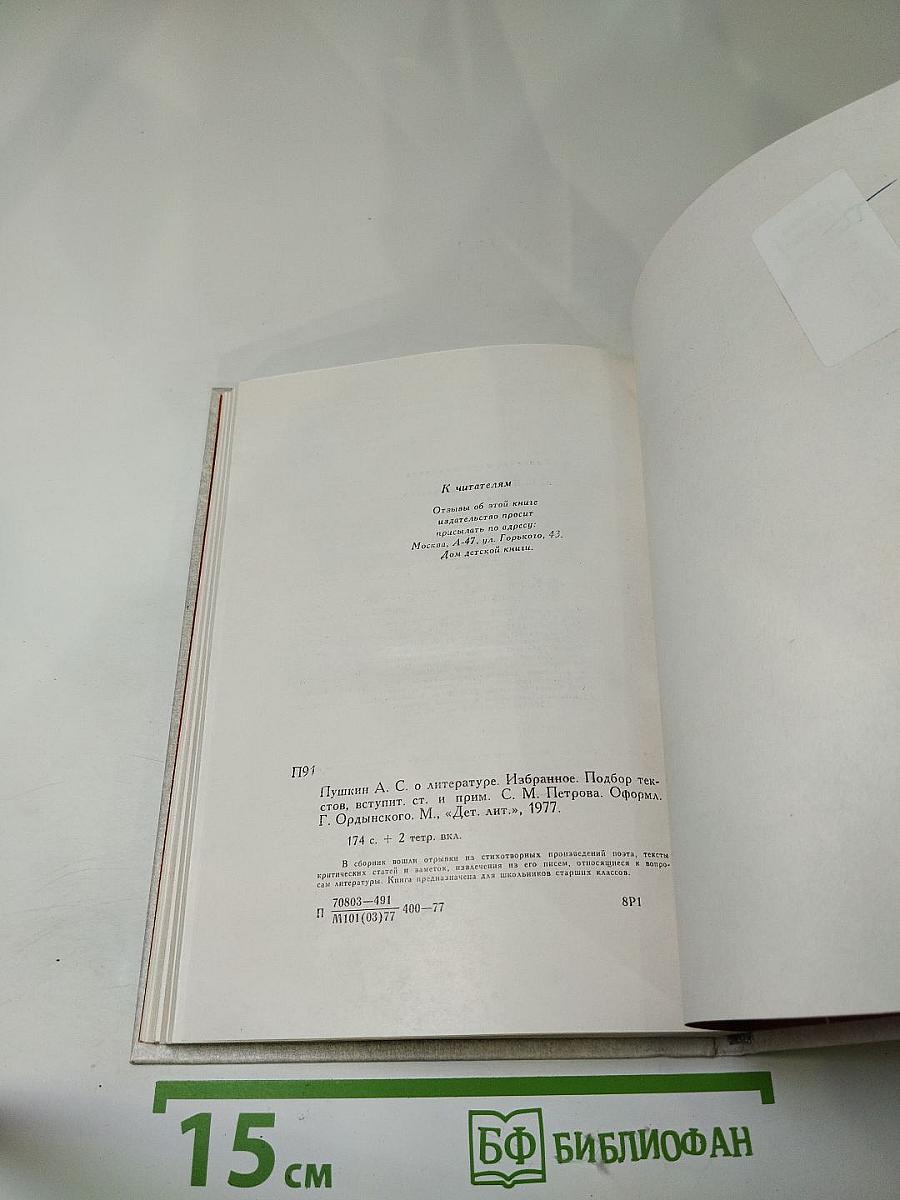 К читателям
Отзывы об этой книге
издательство просит
присылать по адресу:
Москва, А-47, ул. Горького, 43.
Дом детской книги.
П91
Пушкин А. С. о литературе. Избранное. Подбор тек-
стов, вступит. ст. и прим. С. М. Петрова. Оформл.
Г. Ордынского. М., «Дет. лит.», 1977.
174 с. + 2 тетр. вкл.
В сборник вошли отрывки из стихотворных произведений поэта, тексты
критических статей и заметок, извлечения из его писем, относящиеся к вопро-
сам литературы. Книга предназначена для школьников старших классов.
П 70803—491
М101(03)77 400—77
8Р1
15 см
БФ БИБЛИОФАН